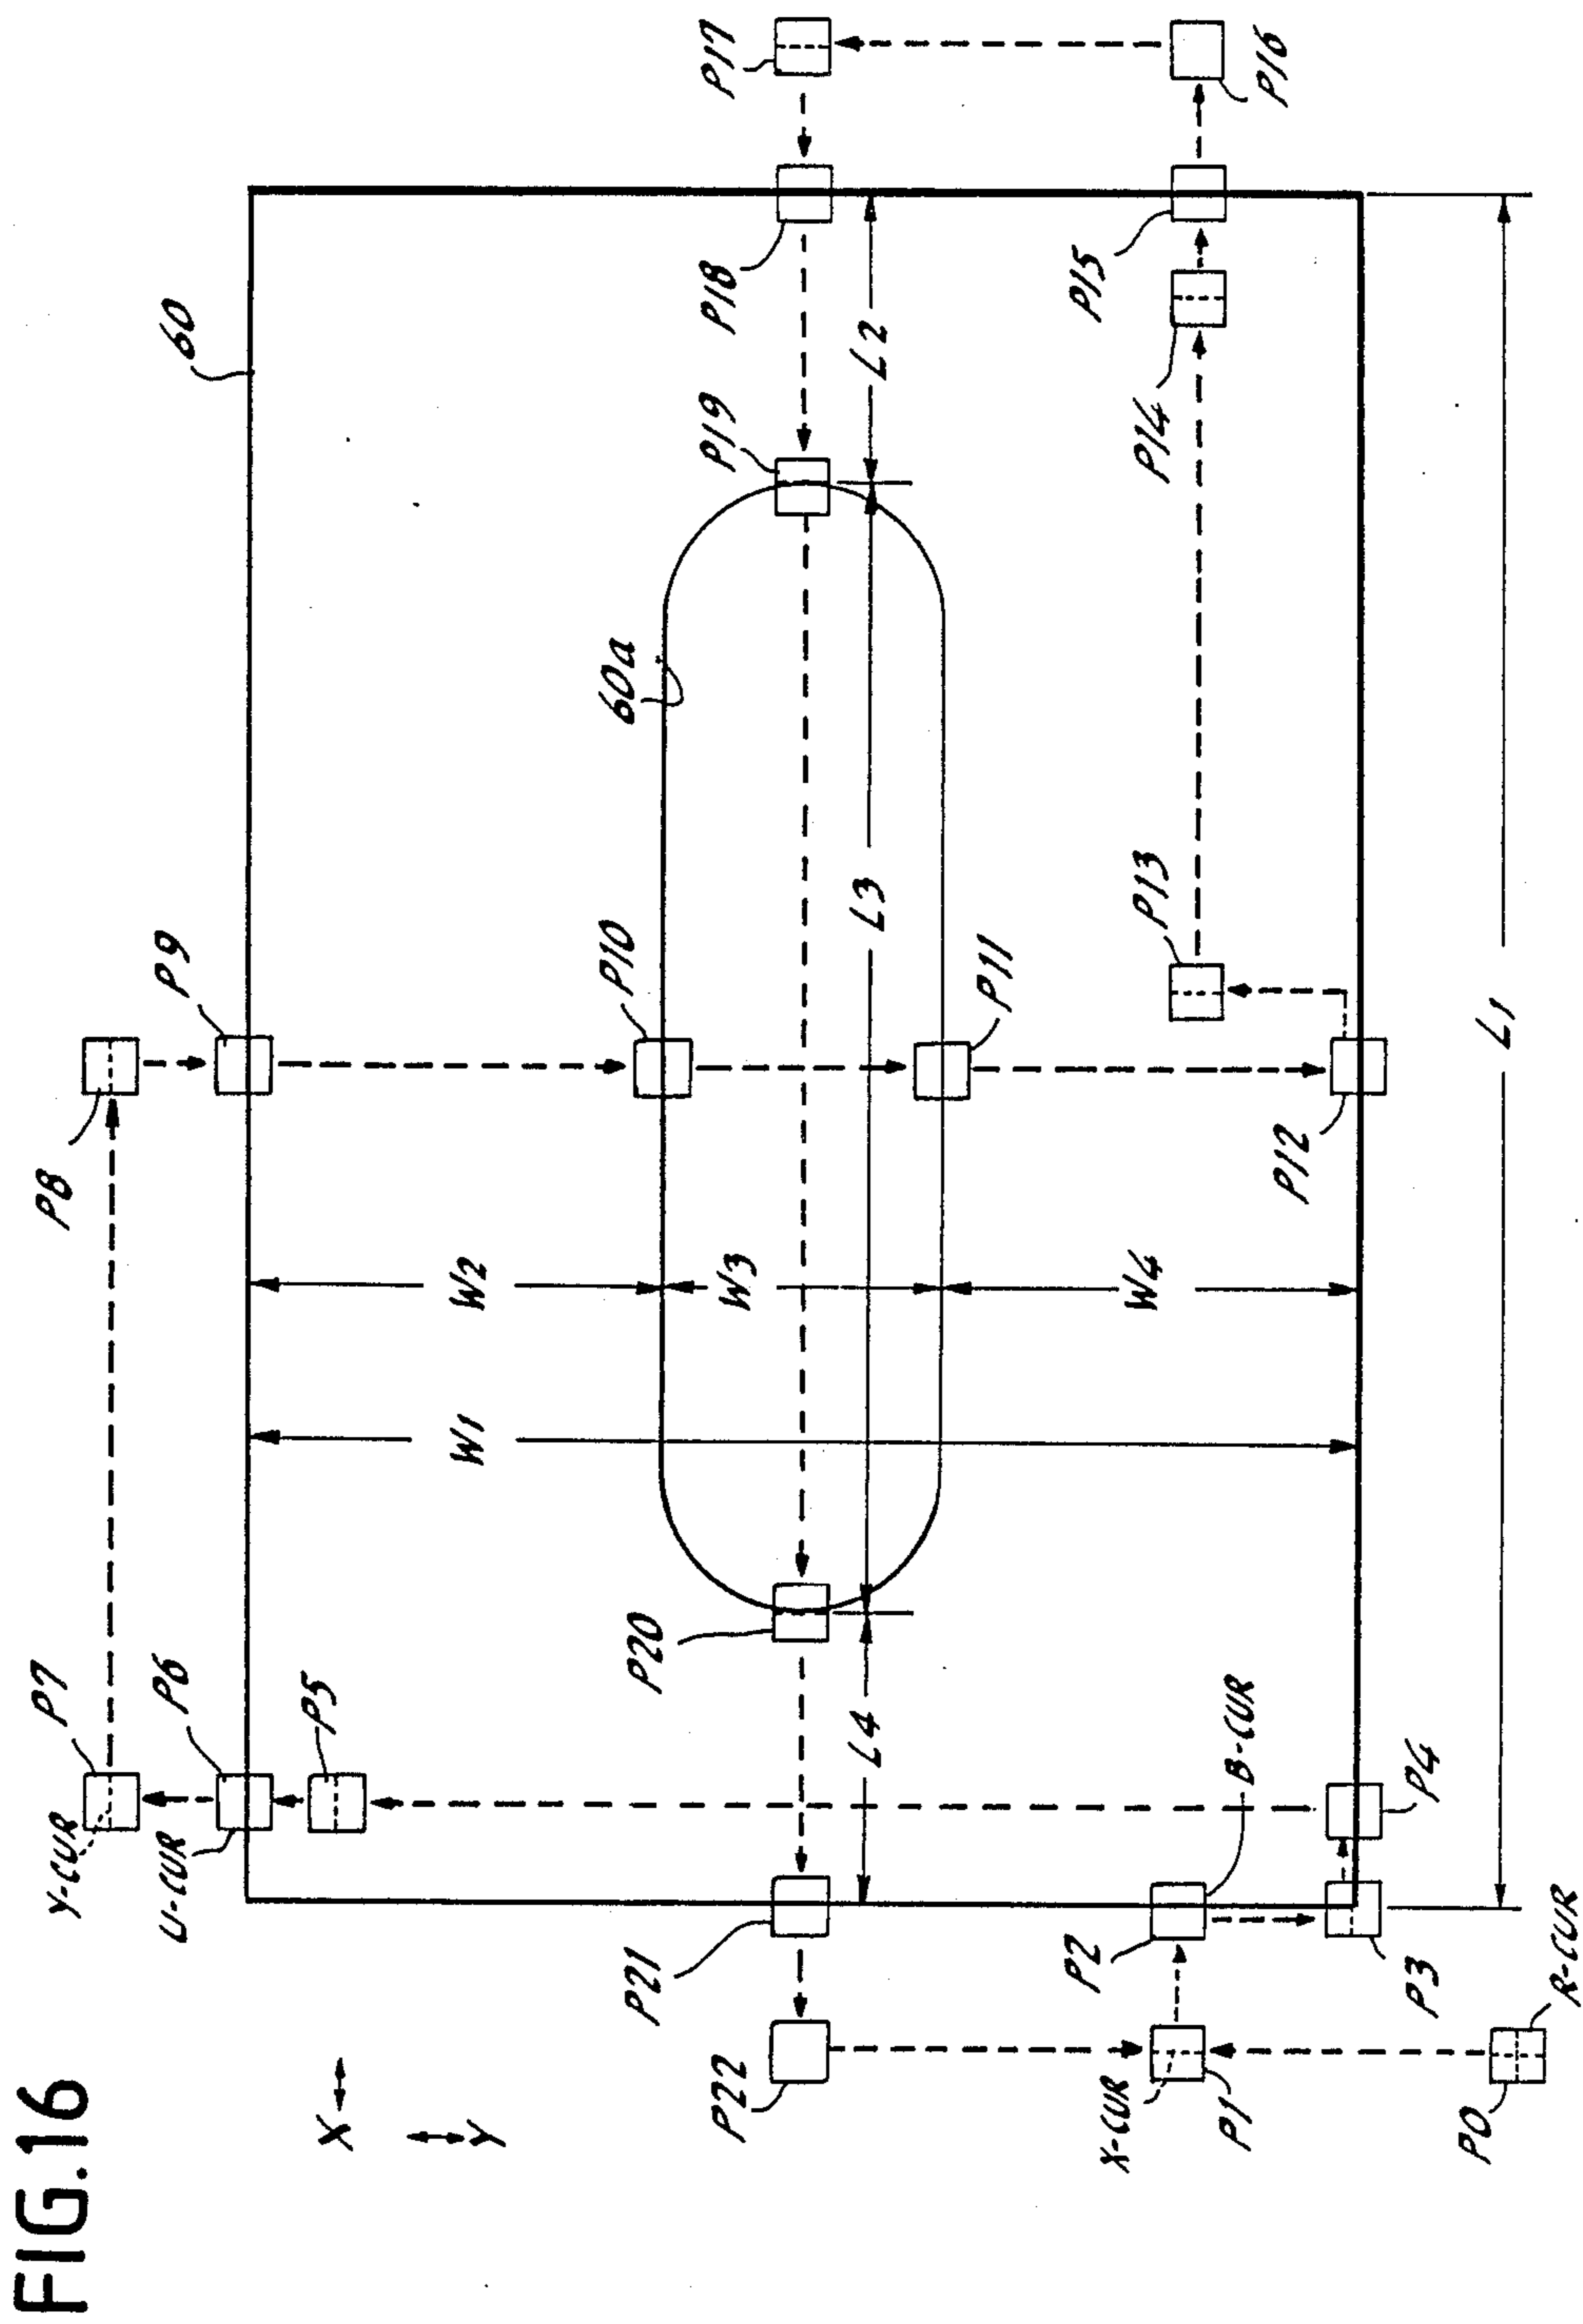 FIG.16
X
Y
60
60a
P0
P1
P2
P3
P4
P5
P6
P7
P8
P9
P10
P11
P12
P13
P14
P15
P16
P17
P18
P19
P20
P21
P22
X-CUR
Y-CUR
U-CUR
B-CUR
R-CUR
W1
W2
W3
W4
L1
L2
L3
L4